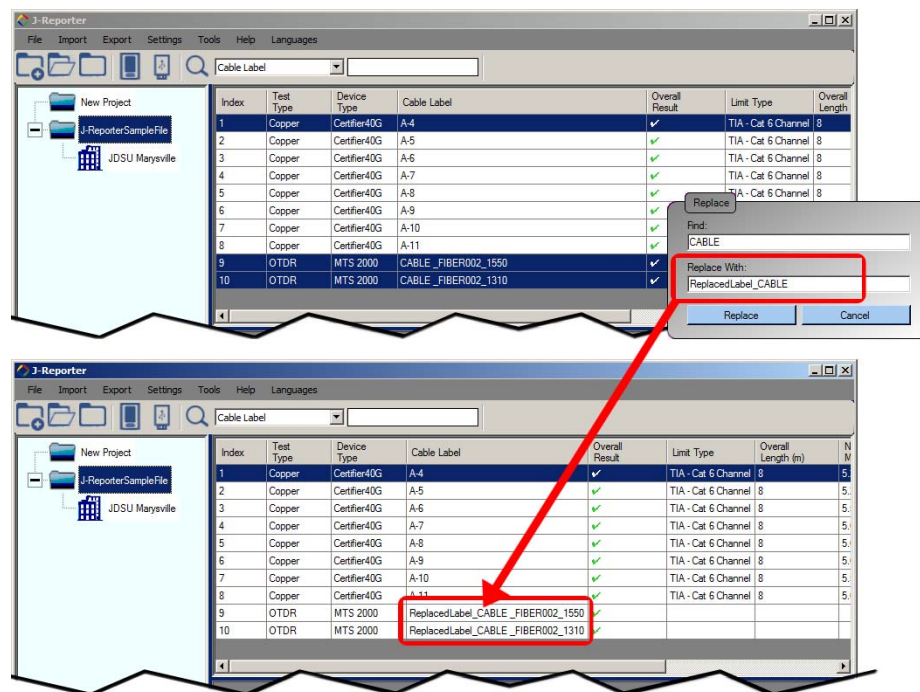 J-Reporter
File Import Export Settings Tools Help Languages
Cable Label
New Project
J-ReporterSampleFile
JDSU Marysville
Index Test Type Device Type Cable Label Overall Result Limit Type Overall Length
1 Copper Certifier40G A-4 ✓ TIA - Cat 6 Channel 8
2 Copper Certifier40G A-5 ✓ TIA - Cat 6 Channel 8
3 Copper Certifier40G A-6 ✓ TIA - Cat 6 Channel 8
4 Copper Certifier40G A-7 ✓ TIA - Cat 6 Channel 8
5 Copper Certifier40G A-8 ✓ TIA - Cat 6 Channel 8
6 Copper Certifier40G A-9 ✓
7 Copper Certifier40G A-10 ✓
8 Copper Certifier40G A-11 ✓
9 OTDR MTS 2000 CABLE _FIBER002_1550 ✓
10 OTDR MTS 2000 CABLE _FIBER002_1310 ✓
Replace
Find:
CABLE
Replace With:
ReplacedLabel_CABLE
Replace Cancel
J-Reporter
File Import Export Settings Tools Help Languages
Cable Label
New Project
J-ReporterSampleFile
JDSU Marysville
Index Test Type Device Type Cable Label Overall Result Limit Type Overall Length (m)
1 Copper Certifier40G A-4 ✓ TIA - Cat 6 Channel 8 5.
2 Copper Certifier40G A-5 ✓ TIA - Cat 6 Channel 8 5.
3 Copper Certifier40G A-6 ✓ TIA - Cat 6 Channel 8 5.
4 Copper Certifier40G A-7 ✓ TIA - Cat 6 Channel 8 5.
5 Copper Certifier40G A-8 ✓ TIA - Cat 6 Channel 8 5.
6 Copper Certifier40G A-9 ✓ TIA - Cat 6 Channel 8 5.
7 Copper Certifier40G A-10 ✓ TIA - Cat 6 Channel 8 5.
8 Copper Certifier40G A-11 ✓ TIA - Cat 6 Channel 8 5.
9 OTDR MTS 2000 ReplacedLabel_CABLE _FIBER002_1550 ✓
10 OTDR MTS 2000 ReplacedLabel_CABLE _FIBER002_1310 ✓